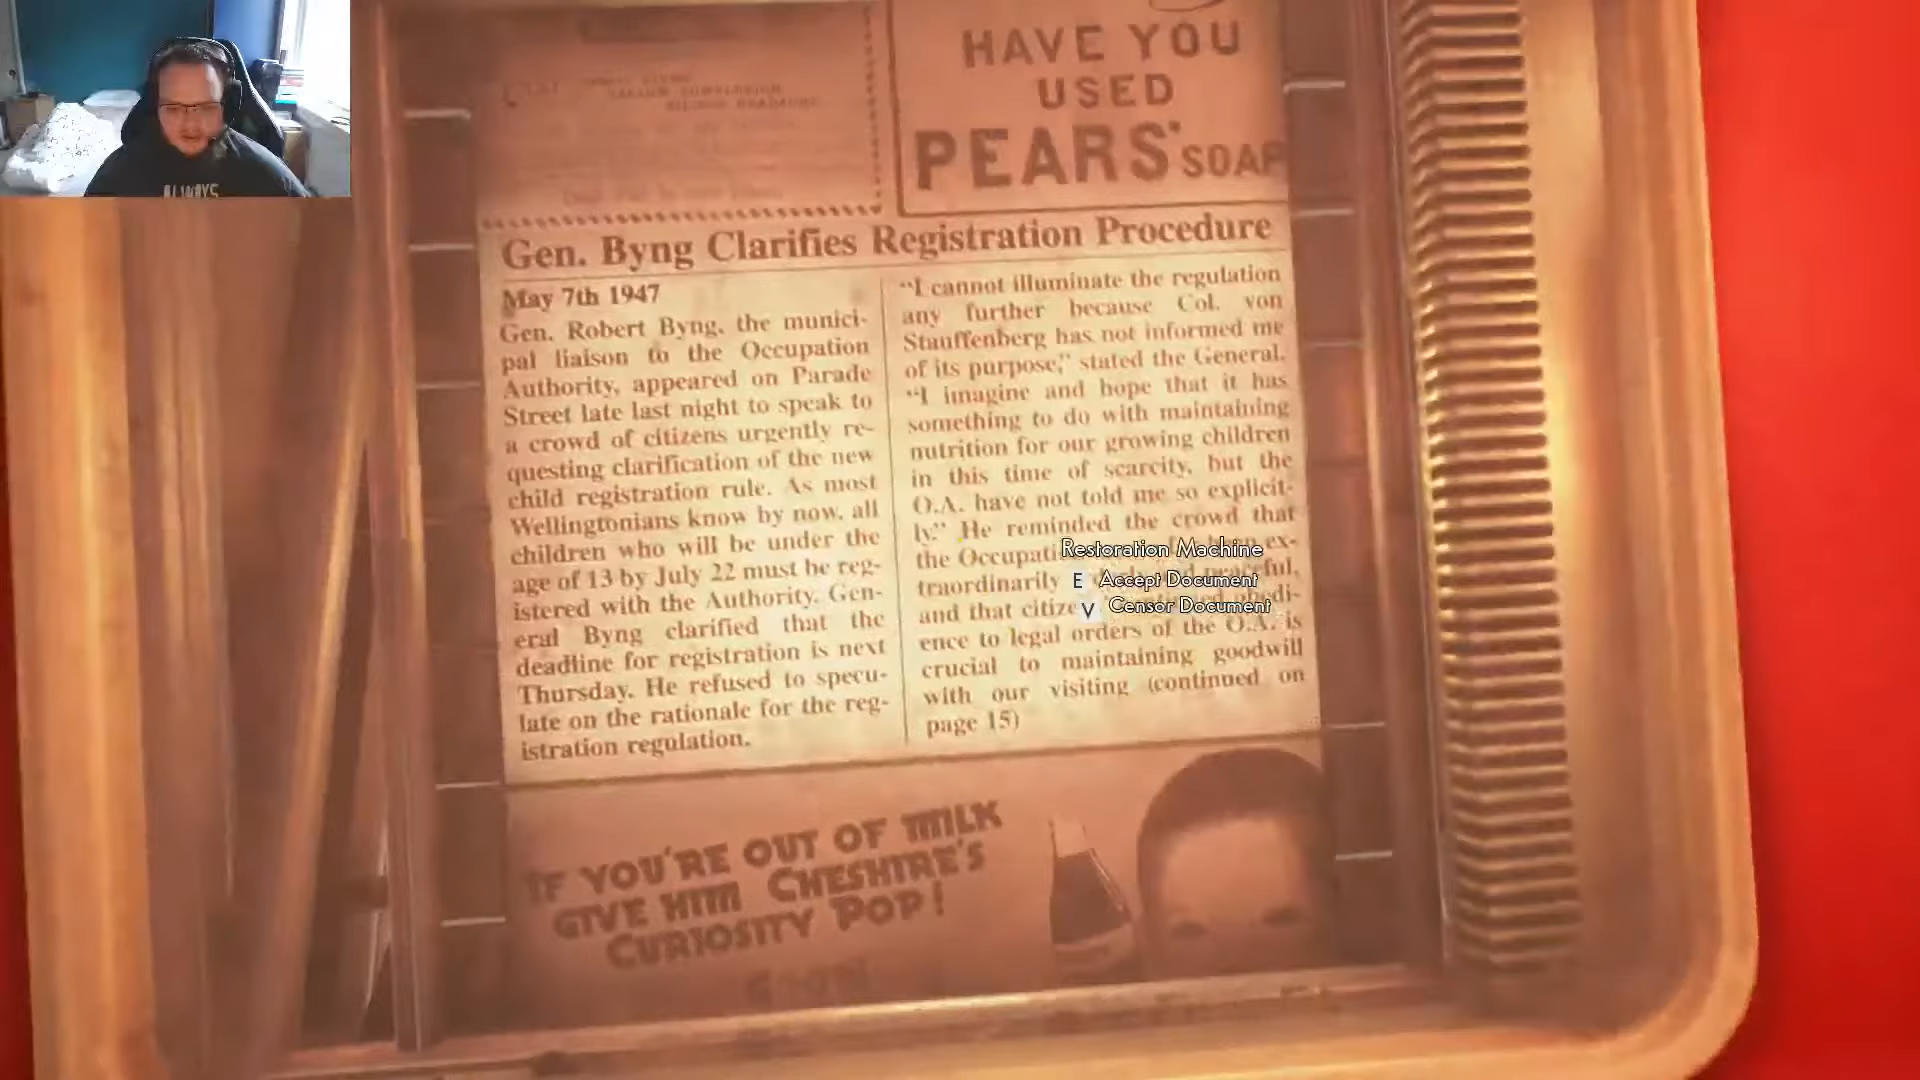 ALWAYS
HAVE YOU
USED
PEARS' SOAP
Gen. Byng Clarifies Registration Procedure
May 7th 1947
Gen. Robert Byng, the munici-
pal liaison to the Occupation
Authority, appeared on Parade
Street late last night to speak to
a crowd of citizens urgently re-
questing clarification of the new
child registration rule. As most
Wellingtonians know by now, all
children who will be under the
age of 13 by July 22 must be reg-
istered with the Authority. Gen-
eral Byng clarified that the
deadline for registration is next
Thursday. He refused to specu-
late on the rationale for the reg-
istration regulation.
"I cannot illuminate the regulation
any further because Col. von
Stauffenberg has not informed me
of its purpose," stated the General.
"I imagine and hope that it has
something to do with maintaining
nutrition for our growing children
in this time of scarcity, but the
O.A. have not told me so explicit-
ly." He reminded the crowd that
the ex-
traordinarily peaceful,
and that obedi-
ence to legal orders of the O.A. is
crucial to maintaining goodwill
with our visiting (continued on
page 15)
Restoration Machine
E Accept Document
V Censor Document
IF YOU'RE OUT OF MILK
GIVE HIM CHESHIRE'S
CURIOSITY POP!